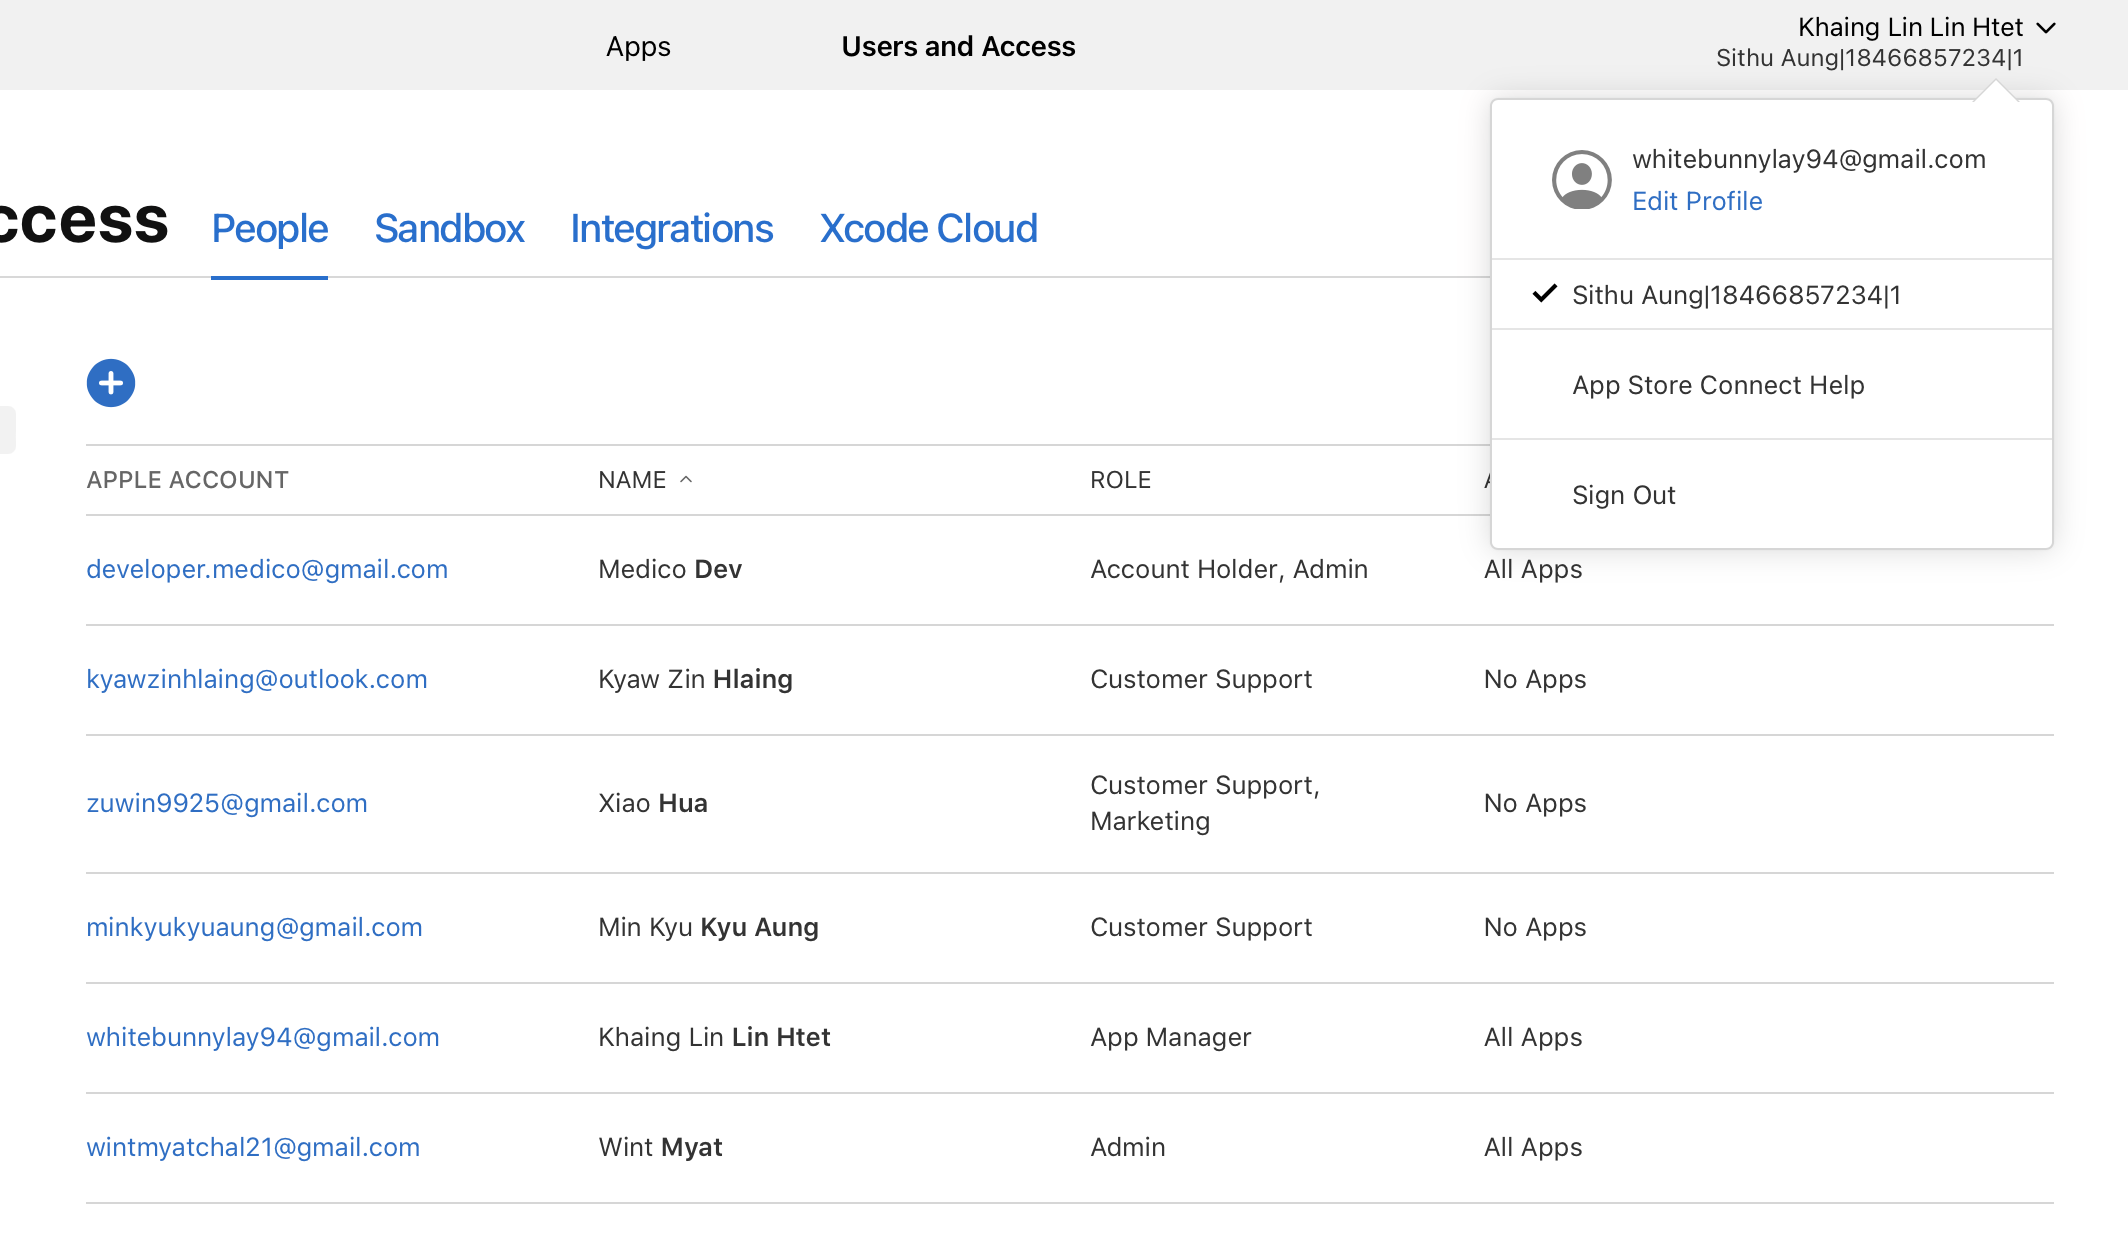 Apps
Users and Access
Khaing Lin Lin Htet
Sithu Aung|18466857234|1
whitebunnylay94@gmail.com
Edit Profile
Sithu Aung|18466857234|1
App Store Connect Help
Sign Out
ccess
People
Sandbox
Integrations
Xcode Cloud
APPLE ACCOUNT
NAME
ROLE
developer.medico@gmail.com
Medico Dev
Account Holder, Admin
All Apps
kyawzinhlaing@outlook.com
Kyaw Zin Hlaing
Customer Support
No Apps
zuwin9925@gmail.com
Xiao Hua
Customer Support,
Marketing
No Apps
minkyukyuaung@gmail.com
Min Kyu Kyu Aung
Customer Support
No Apps
whitebunnylay94@gmail.com
Khaing Lin Lin Htet
App Manager
All Apps
wintmyatchal21@gmail.com
Wint Myat
Admin
All Apps